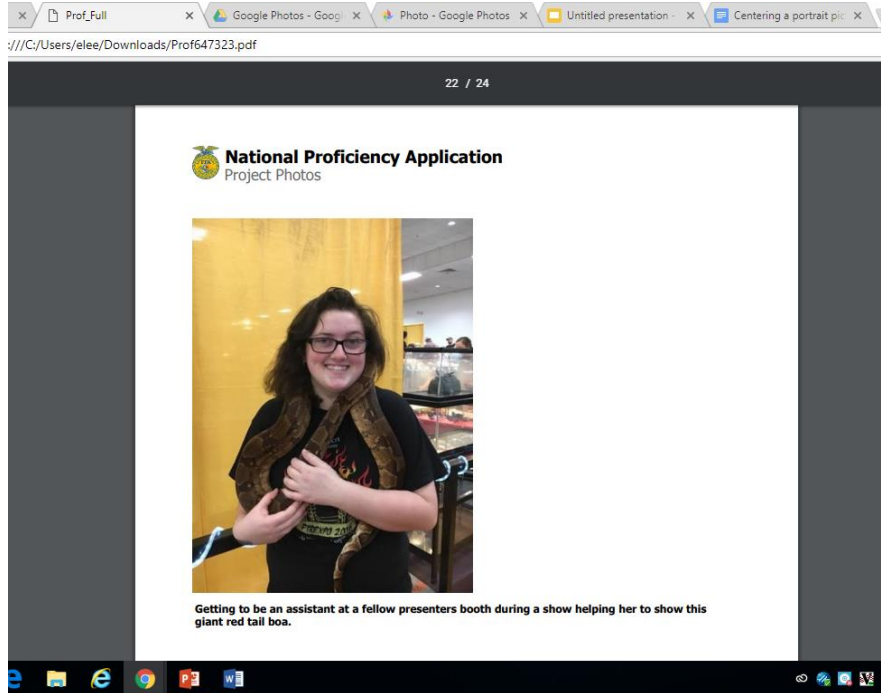 Prof_Full
Google Photos - Googl
Photo - Google Photos
Untitled presentation -
Centering a portrait pic
:///C:/Users/elee/Downloads/Prof647323.pdf
22 / 24
National Proficiency Application
Project Photos
Getting to be an assistant at a fellow presenters booth during a show helping her to show this
giant red tail boa.